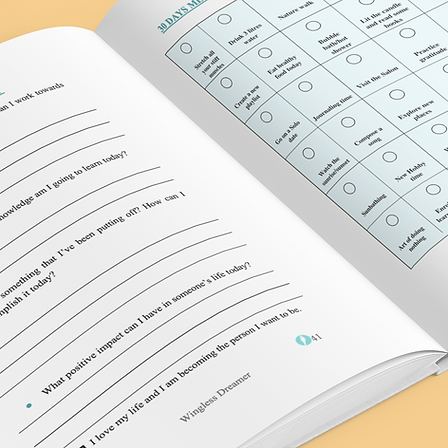 can I work towards
nowledge am I going to learn today?
something that I've been putting off? How can I
mplish it today?
What positive impact can I have in someone's life today?
I love my life and I am becoming the person I want to be.
Wingless Dreamer
41
30 DAYS ME
Stretch all
your stiff
muscles
Drink 3 litres
water
Nature walk
Lit the candle
and read some
books
Create a new
playlist
Eat healthy
food today
Bubble
bath/hot
shower
Practice
gratitude
Go on a Solo
date
Journaling time
Visit the Salon
Watch the
sunrise/sunset
Compose a
song
Explore new
places
Sunbathing
New Hobby
time
Art of doing
nothing